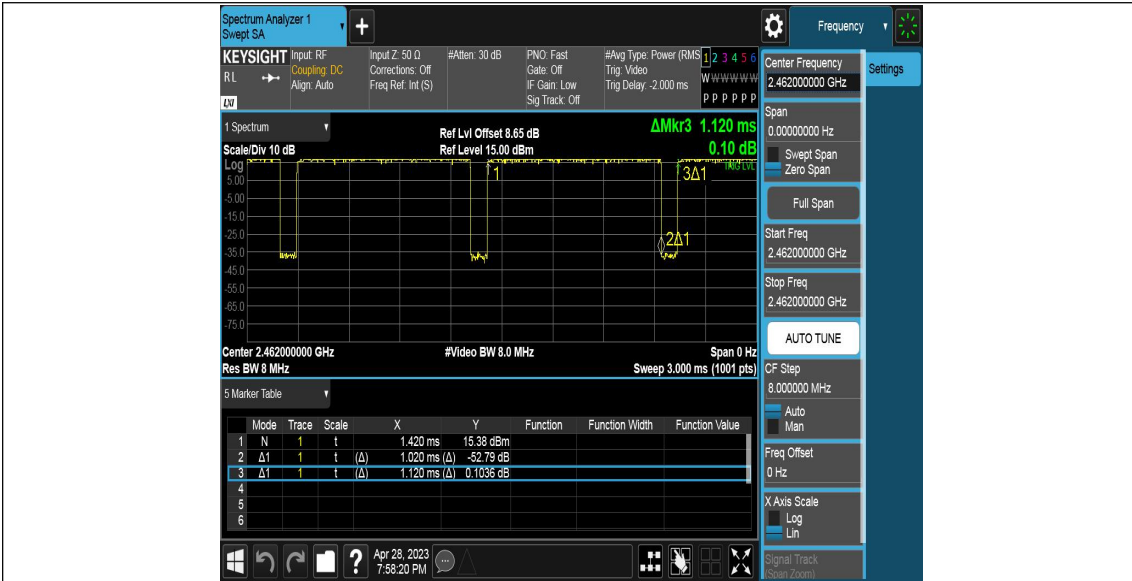 Spectrum Analyzer 1
Swept SA
+
Frequency
KEYSIGHT
RL
LXI
Input: RF
Coupling: DC
Align: Auto
Input Z: 50 Ω
Corrections: Off
Freq Ref: Int (S)
#Atten: 30 dB
PNO: Fast
Gate: Off
IF Gain: Low
Sig Track: Off
#Avg Type: Power (RMS
Trig: Video
Trig Delay: -2.000 ms
1 2 3 4 5 6
W W W W W W
P P P P P P
1 Spectrum
Scale/Div 10 dB
Log
Ref Lvl Offset 8.65 dB
Ref Level 15.00 dBm
ΔMkr3 1.120 ms
0.10 dB
TRIG LVL
1
3Δ1
2Δ1
5.00
-5.00
-15.0
-25.0
-35.0
-45.0
-55.0
-65.0
-75.0
Center 2.462000000 GHz
#Video BW 8.0 MHz
Span 0 Hz
Res BW 8 MHz
Sweep 3.000 ms (1001 pts)
5 Marker Table
Mode Trace Scale X Y Function Function Width Function Value
1 N 1 t 1.420 ms 15.38 dBm
2 Δ1 1 t (Δ) 1.020 ms (Δ) -52.79 dB
3 Δ1 1 t (Δ) 1.120 ms (Δ) 0.1036 dB
4
5
6
?
Apr 28, 2023
7:58:20 PM
Center Frequency
2.462000000 GHz
Settings
Span
0.00000000 Hz
Swept Span
Zero Span
Full Span
Start Freq
2.462000000 GHz
Stop Freq
2.462000000 GHz
AUTO TUNE
CF Step
8.000000 MHz
Auto
Man
Freq Offset
0 Hz
X Axis Scale
Log
Lin
Signal Track
(Span Zoom)